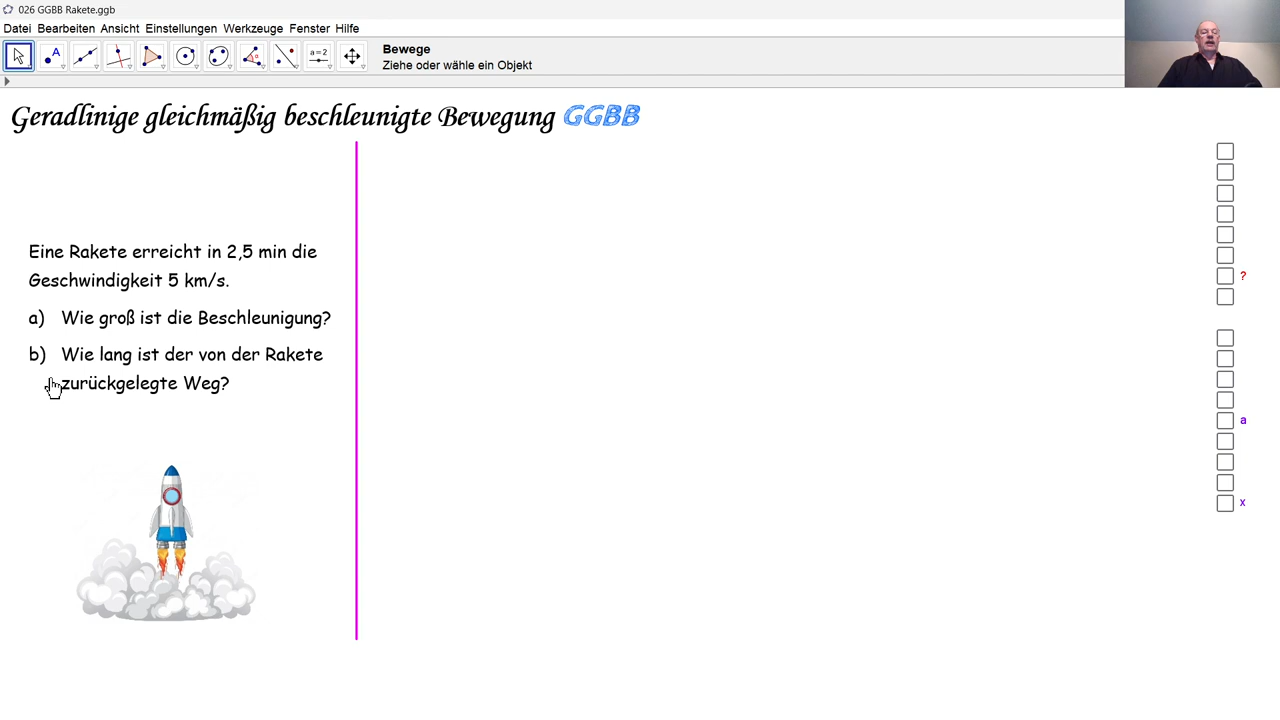 026 GGBB Rakete.ggb
Datei Bearbeiten Ansicht Einstellungen Werkzeuge Fenster Hilfe
A
a=2
Bewege
Ziehe oder wähle ein Objekt
Geradlinige gleichmäßig beschleunigte Bewegung GGBB
Eine Rakete erreicht in 2,5 min die
Geschwindigkeit 5 km/s.
a) Wie groß ist die Beschleunigung?
b) Wie lang ist der von der Rakete
zurückgelegte Weg?
?
a
x